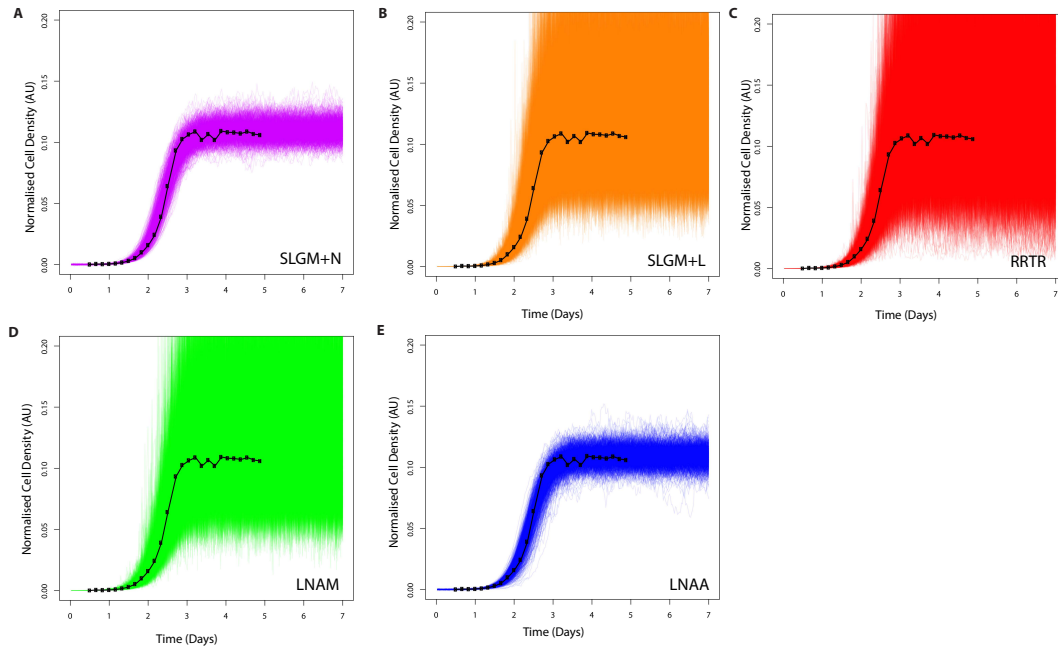 A
Normalised Cell Density (AU)
0.00 0.05 0.10 0.15 0.20
0 1 2 3 4 5 6 7
SLGM+N
B
Normalised Cell Density (AU)
0.00 0.05 0.10 0.15 0.20
0 1 2 3 4 5 6 7
SLGM+L
Time (Days)
C
Normalised Cell Density (AU)
0.00 0.05 0.10 0.15 0.20
0 1 2 3 4 5 6 7
RRTR
Time (Days)
D
Normalised Cell Density (AU)
0.00 0.05 0.10 0.15 0.20
0 1 2 3 4 5 6 7
LNAM
Time (Days)
E
Normalised Cell Density (AU)
0.00 0.05 0.10 0.15 0.20
0 1 2 3 4 5 6 7
LNAA
Time (Days)